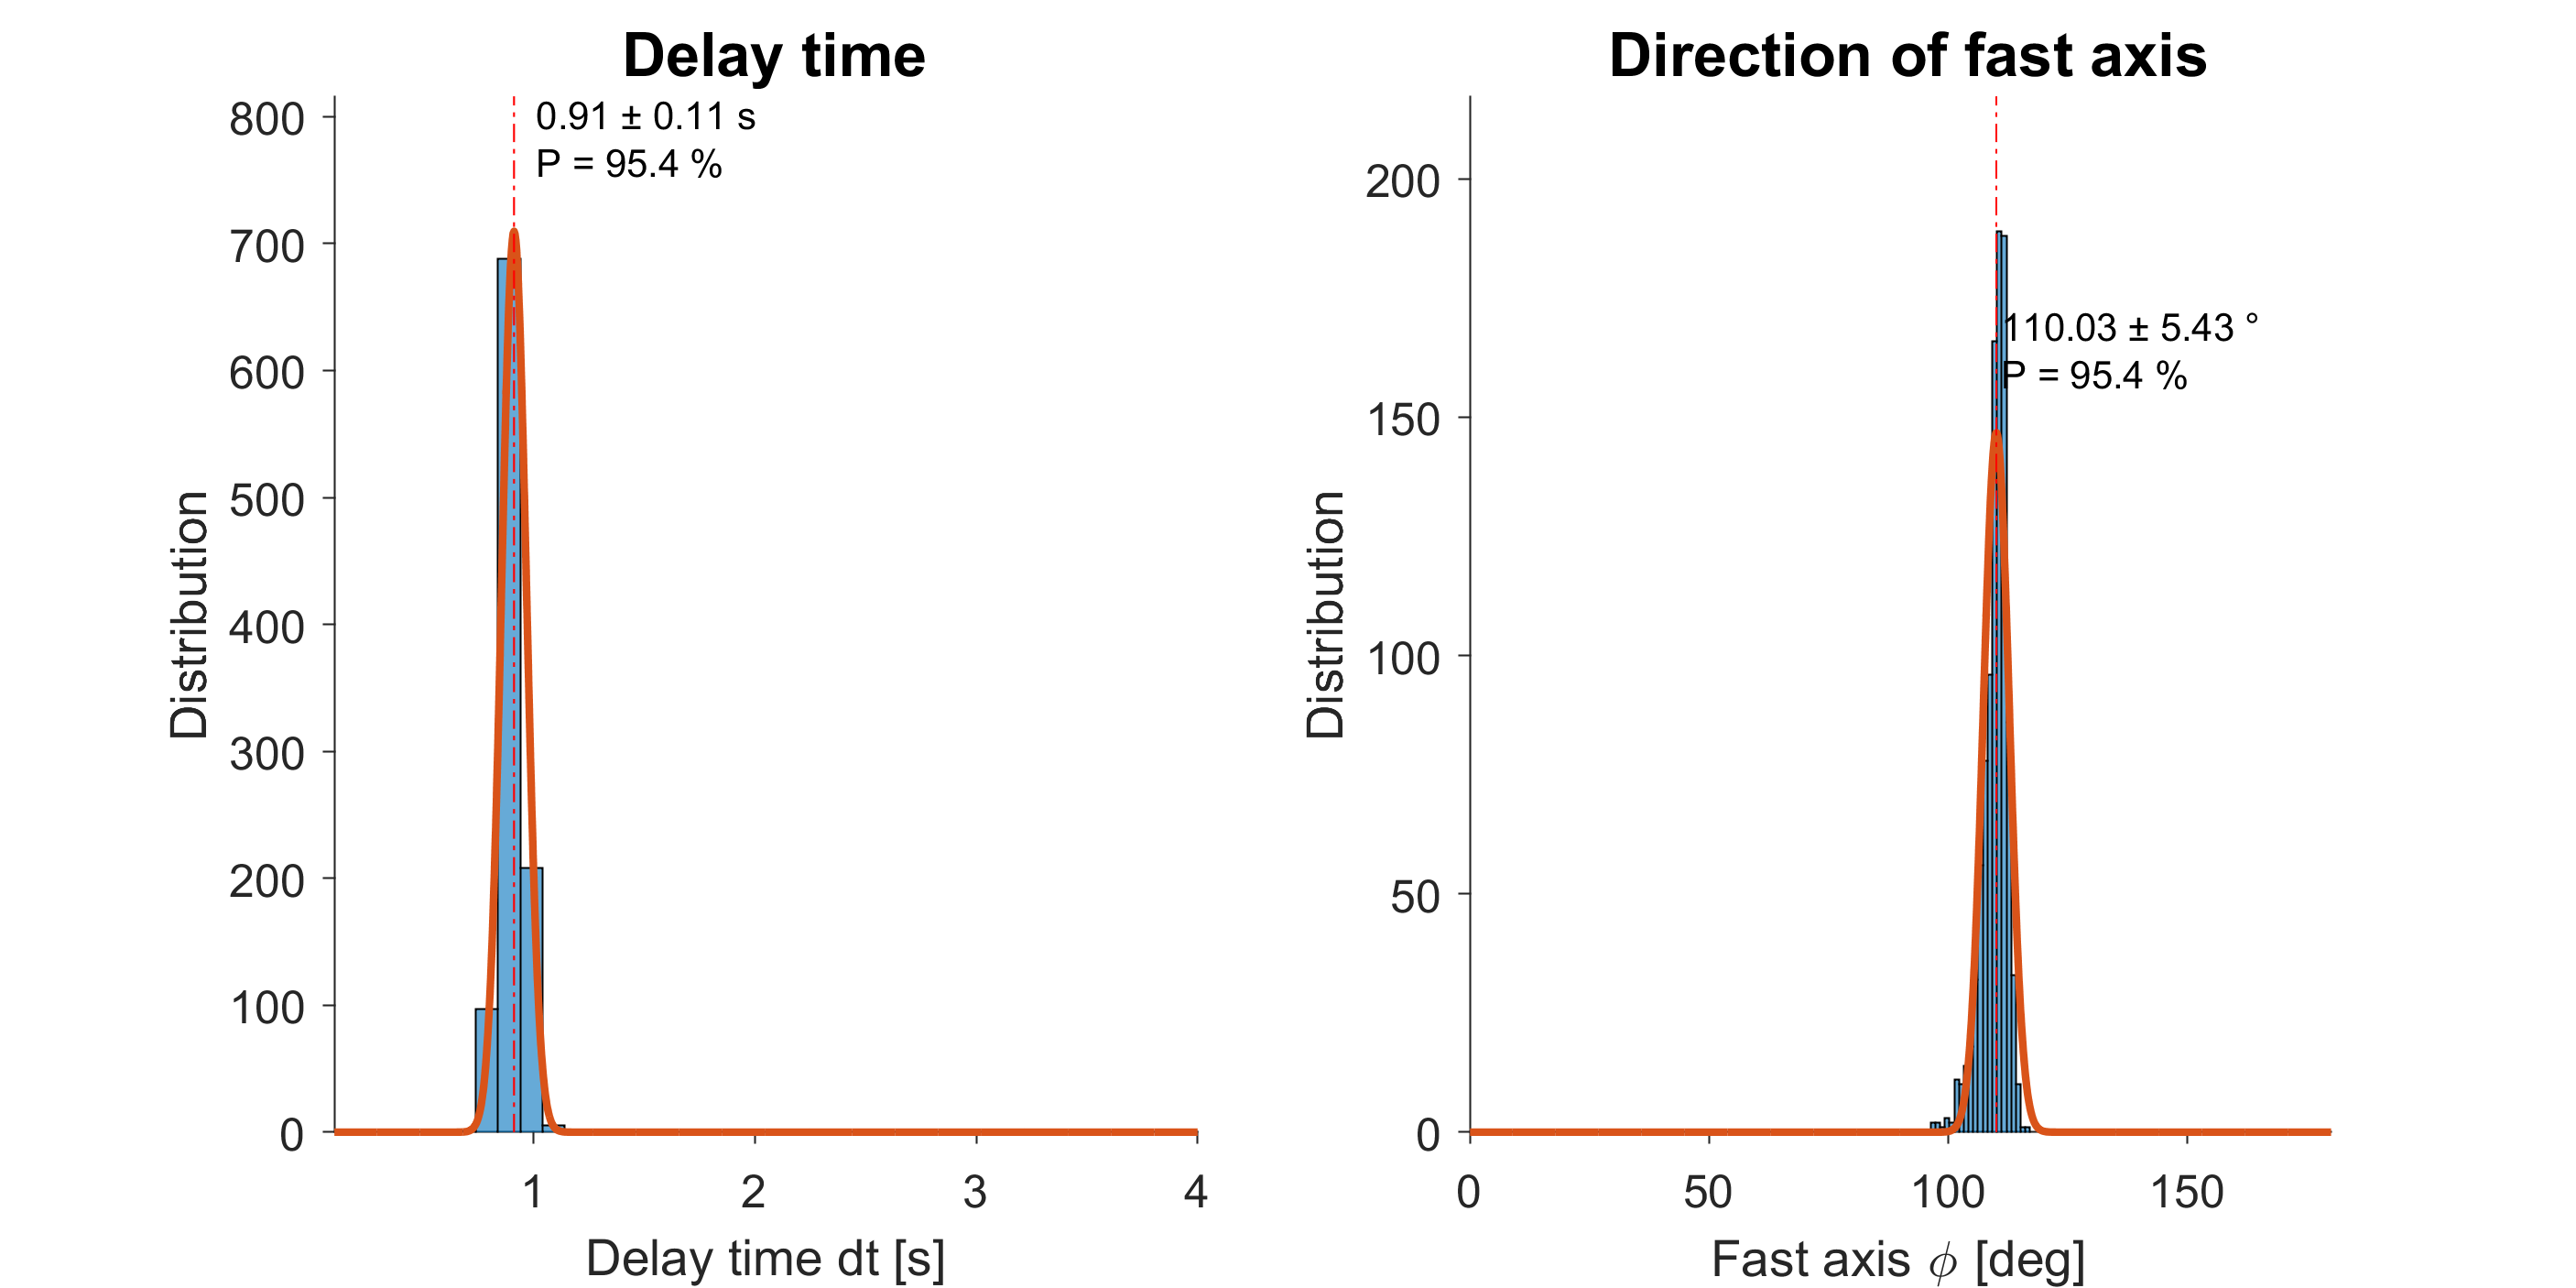 Delay time
800
700
600
500
400
300
200
100
0
1 2 3 4
Distribution
Delay time dt [s]
0.91 ± 0.11 s
P = 95.4 %
Direction of fast axis
200
150
100
50
0
0 50 100 150
Distribution
Fast axis ϕ [deg]
110.03 ± 5.43 °
P = 95.4 %